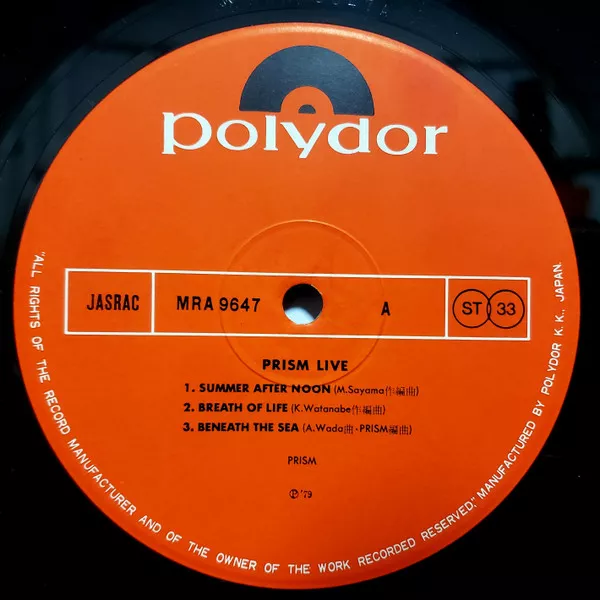 polydor
JASRAC MRA 9647 A ST 33
PRISM LIVE
1. SUMMER AFTER NOON (M.Sayama作編曲)
2. BREATH OF LIFE (K.Watanabe作編曲)
3. BENEATH THE SEA (A.Wada曲-PRISM編曲)
PRISM
Ⓟ'79
"ALL RIGHTS OF THE RECORD MANUFACTURER AND OF THE OWNER OF THE WORK RECORDED RESERVED," MANUFACTURED BY POLYDOR K.K., JAPAN.